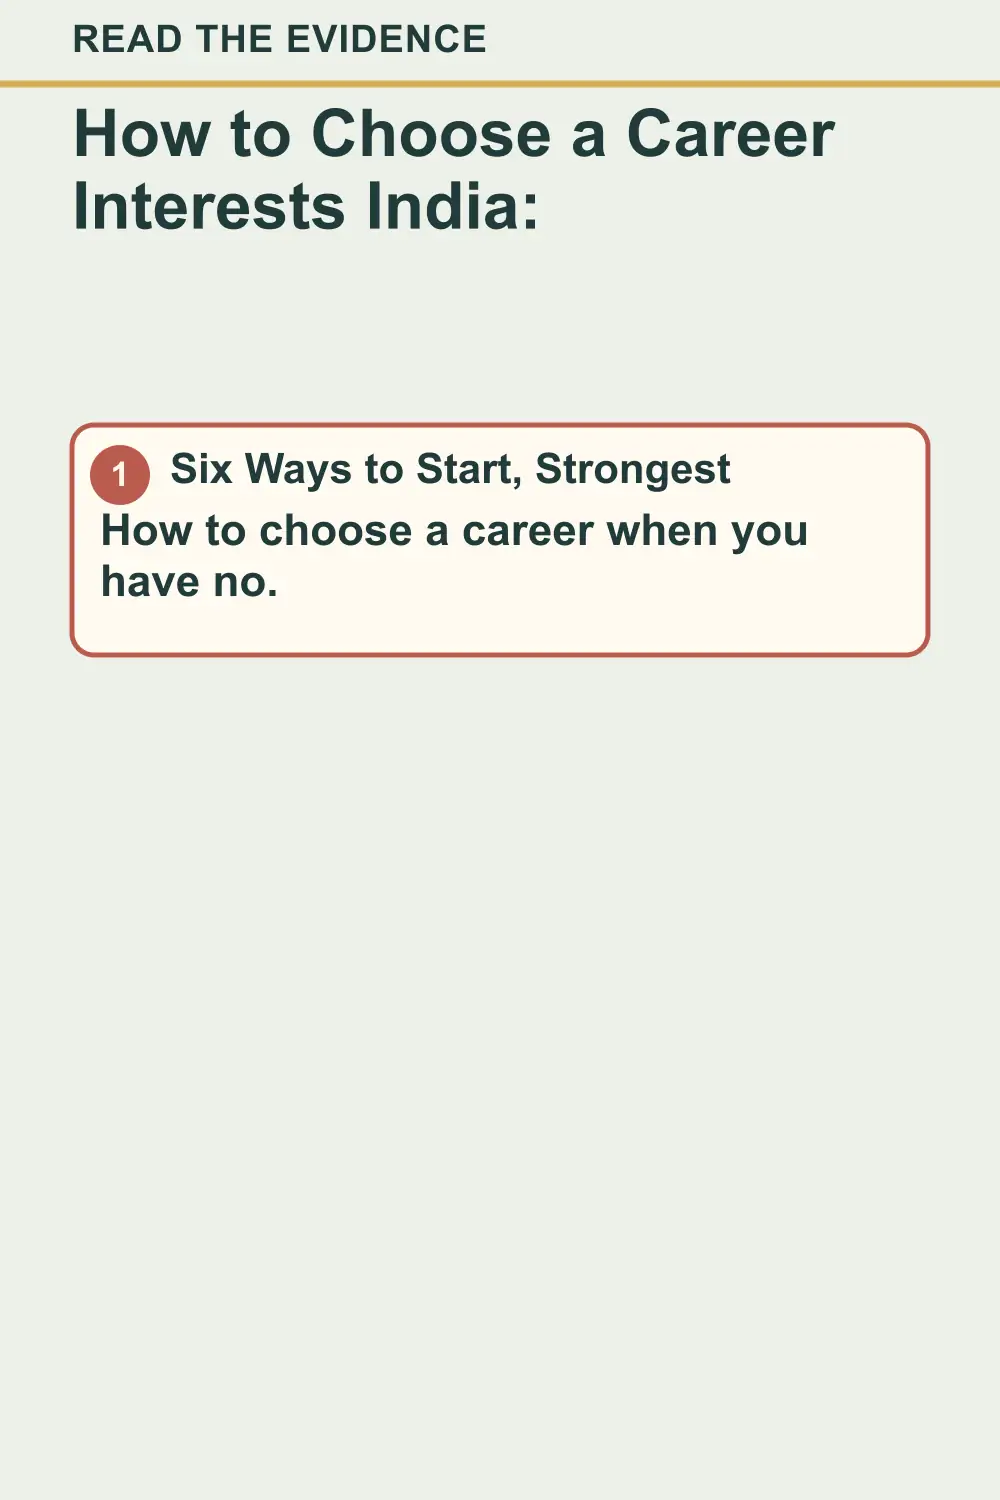 READ THE EVIDENCE
How to Choose a Career
Interests India:
1 Six Ways to Start, Strongest
How to choose a career when you
have no.